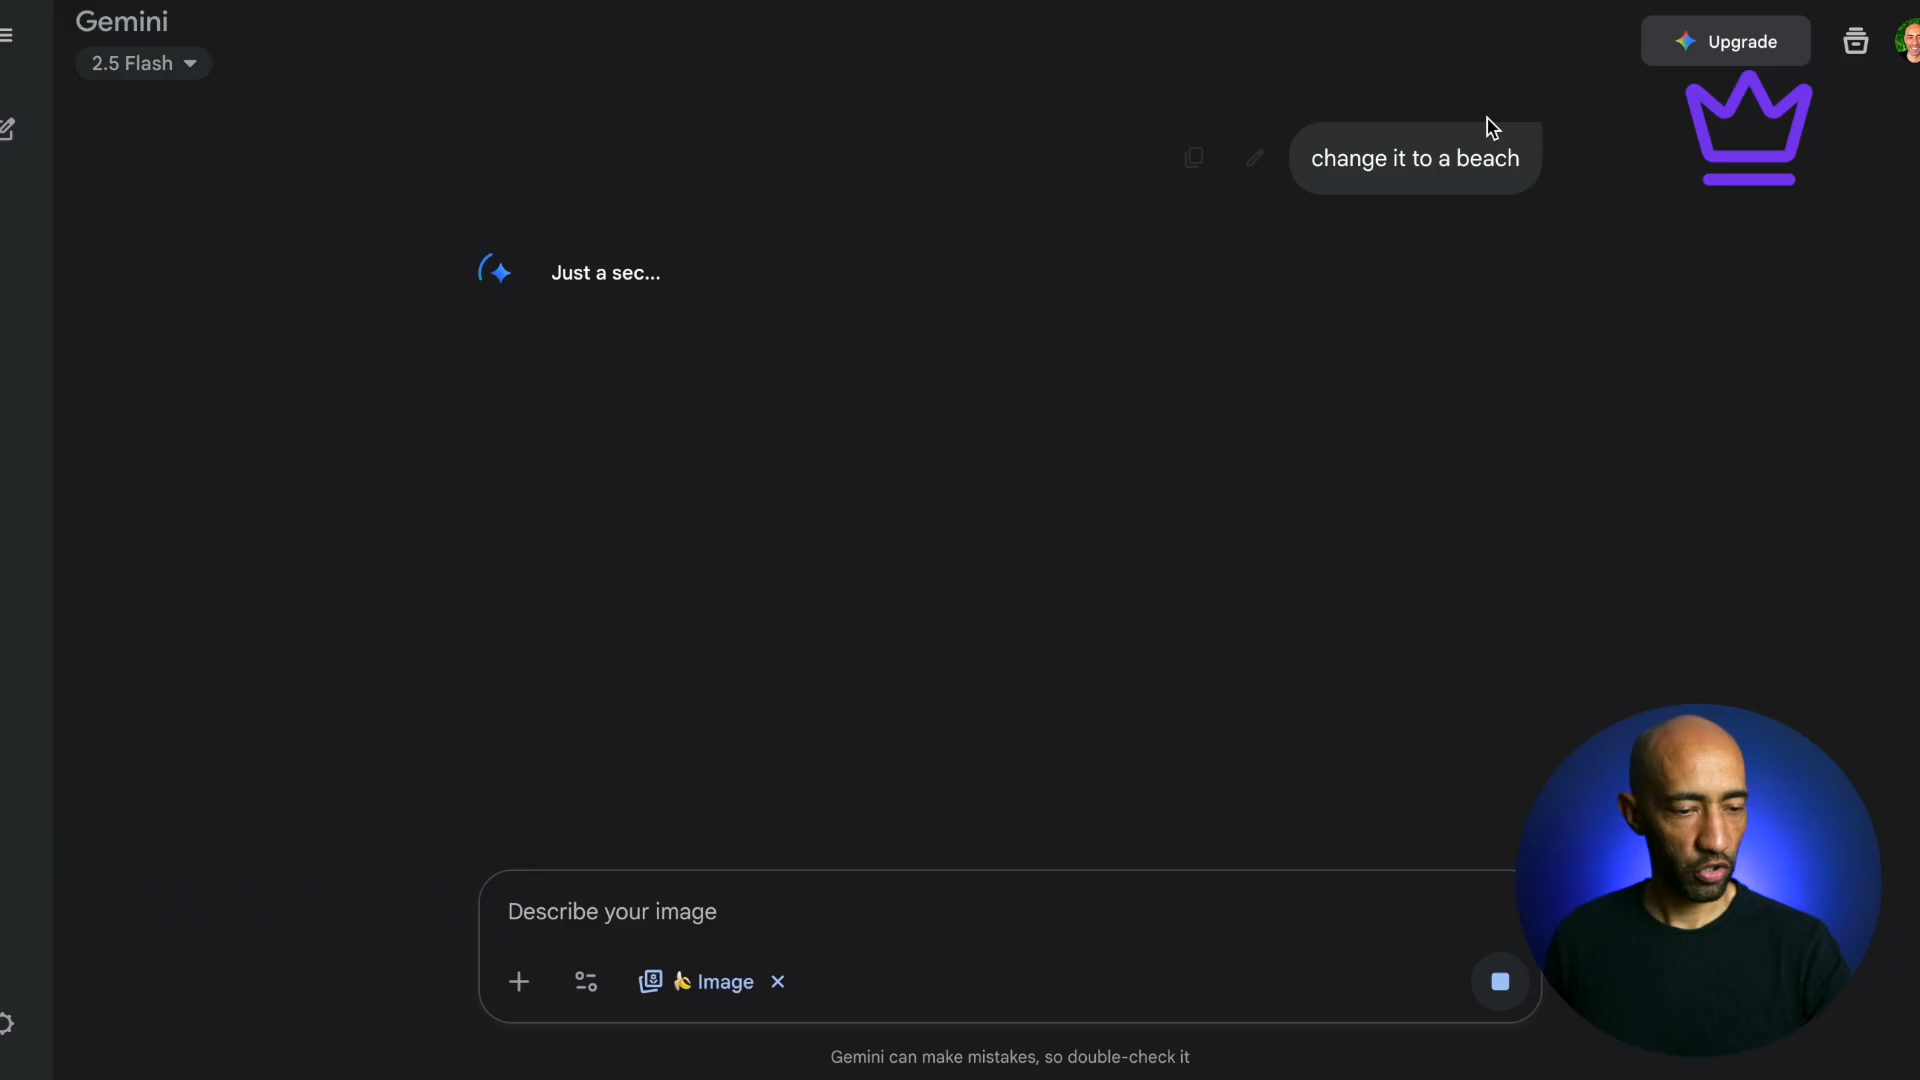 Gemini
2.5 Flash
Upgrade
change it to a beach
Just a sec...
Describe your image
Image
Gemini can make mistakes, so double-check it